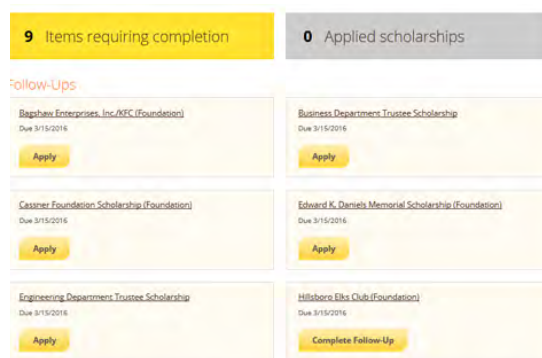 9 Items requiring completion
0 Applied scholarships
Follow-Ups
Bagshaw Enterprises, Inc./KFC (Foundation)
Due 3/15/2016
Apply
Business Department Trustee Scholarship
Due 3/15/2016
Apply
Cassner Foundation Scholarship (Foundation)
Due 3/15/2016
Apply
Edward K. Daniels Memorial Scholarship (Foundation)
Due 3/15/2016
Apply
Engineering Department Trustee Scholarship
Due 3/15/2016
Apply
Hillsboro Elks Club (Foundation)
Due 3/15/2016
Complete Follow-Up